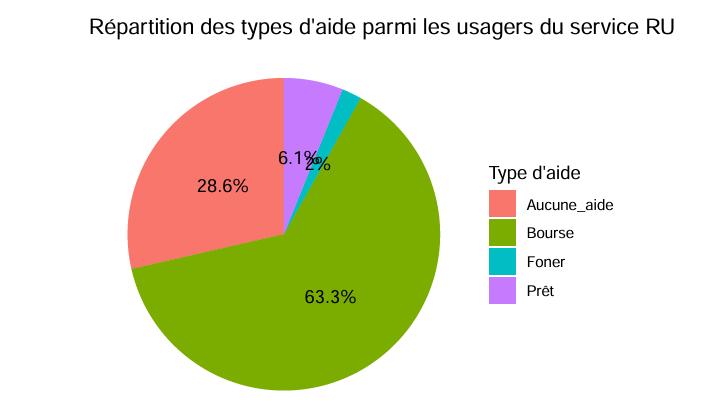 Répartition des types d'aide parmi les usagers du service RU
6.1%
2%
28.6%
63.3%
Type d'aide
Aucune_aide
Bourse
Foner
Prêt